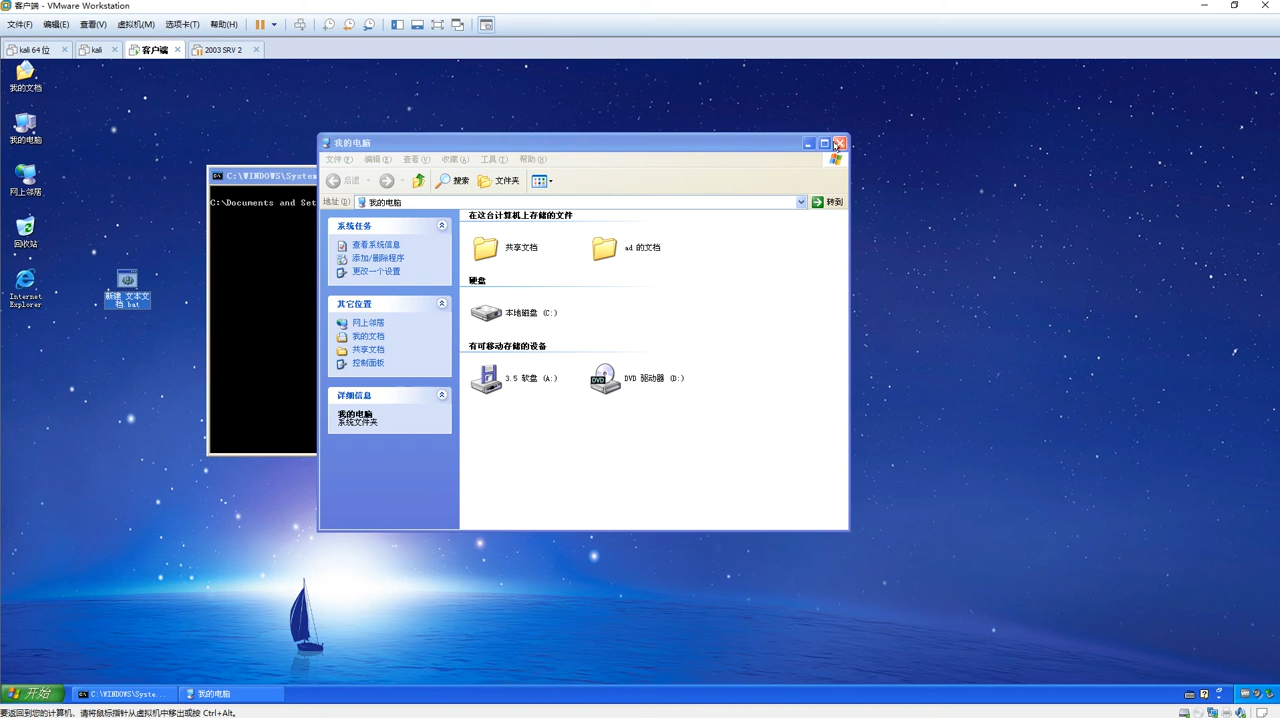 客户端 - VMware Workstation
文件(F) 编辑(E) 查看(V) 虚拟机(M) 选项卡(T) 帮助(H)
kali 64 位 kali 客户端 2003 SRV 2
我的文档
我的电脑
网上邻居
回收站
Internet
Explorer
新建 文本文
档.bat
C:\WINDOWS\System
C:\Documents and Set
我的电脑
文件(F) 编辑(E) 查看(V) 收藏(A) 工具(T) 帮助(H)
后退 搜索 文件夹
地址(D) 我的电脑 转到
系统任务
查看系统信息
添加/删除程序
更改一个设置
其它位置
网上邻居
我的文档
共享文档
控制面板
详细信息
我的电脑
系统文件夹
在这台计算机上存储的文件
共享文档 ad 的文档
硬盘
本地磁盘 (C:)
有可移动存储的设备
3.5 软盘 (A:) DVD 驱动器 (D:)
DVD
开始 C:\WINDOWS\Syste... 我的电脑
要返回到您的计算机，请将鼠标指针从虚拟机中移出或按 Ctrl+Alt。